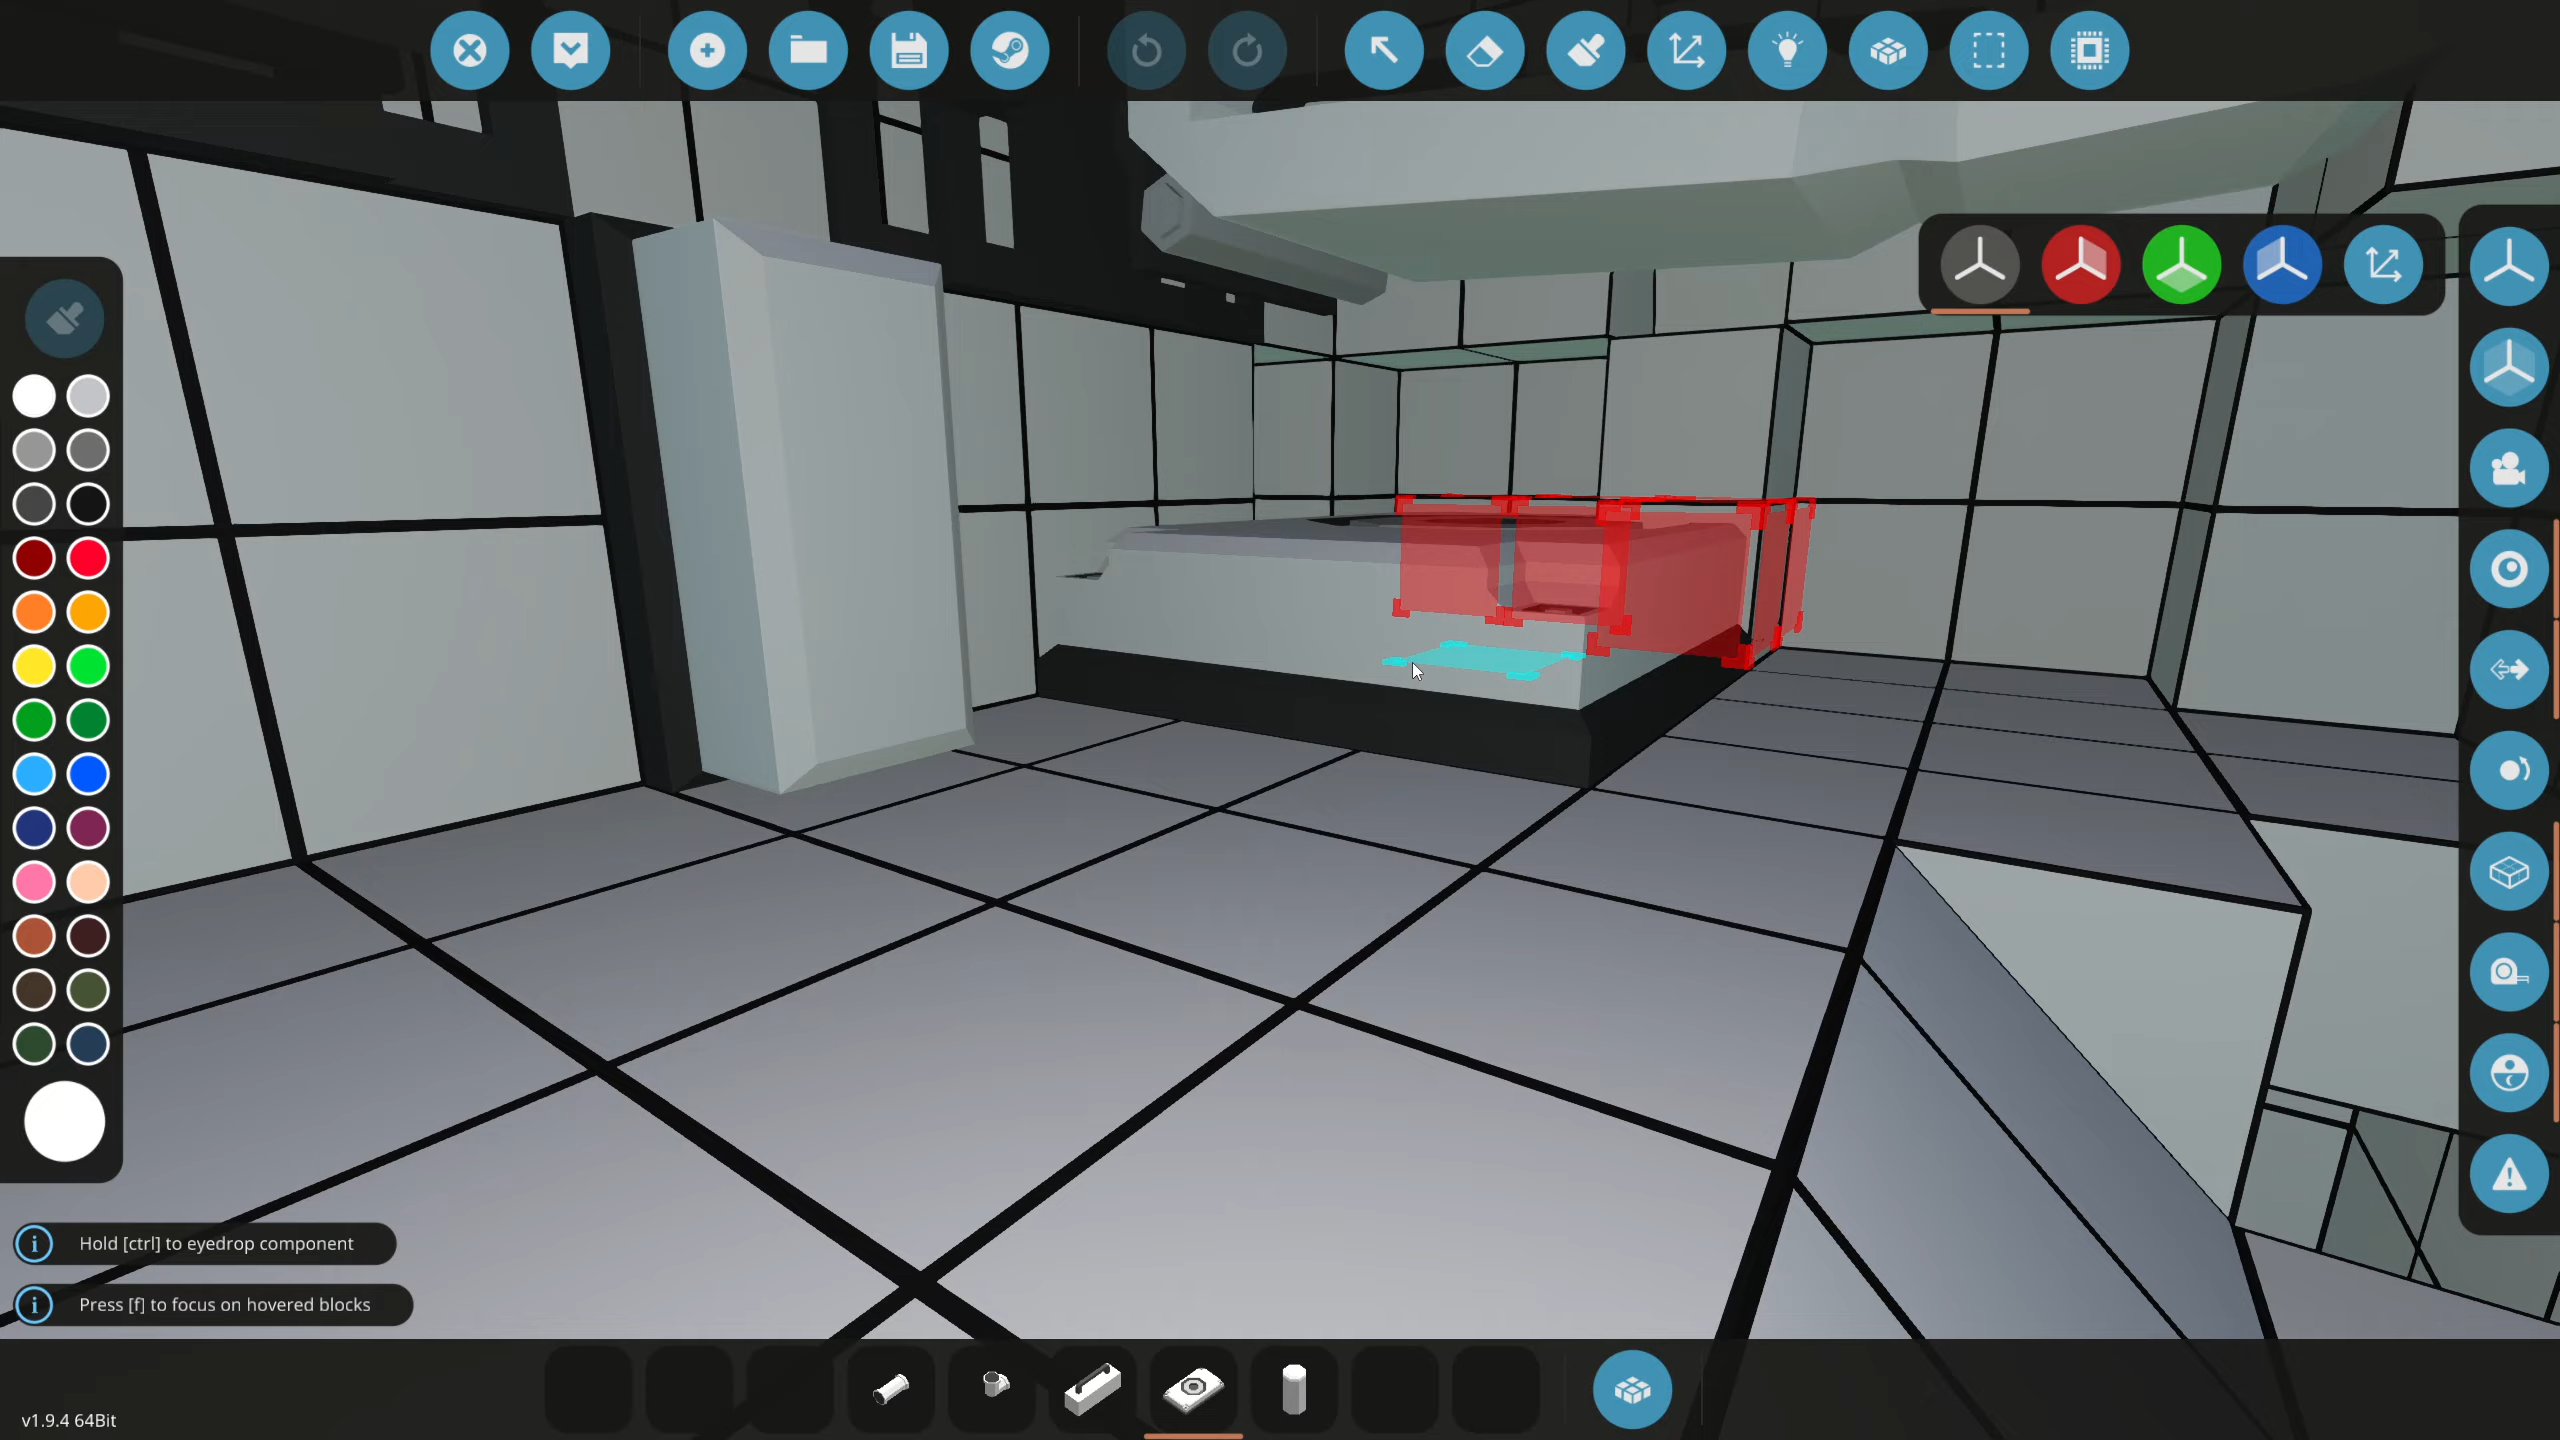 Hold [ctrl] to eyedrop component
Press [f] to focus on hovered blocks
v1.9.4 64Bit